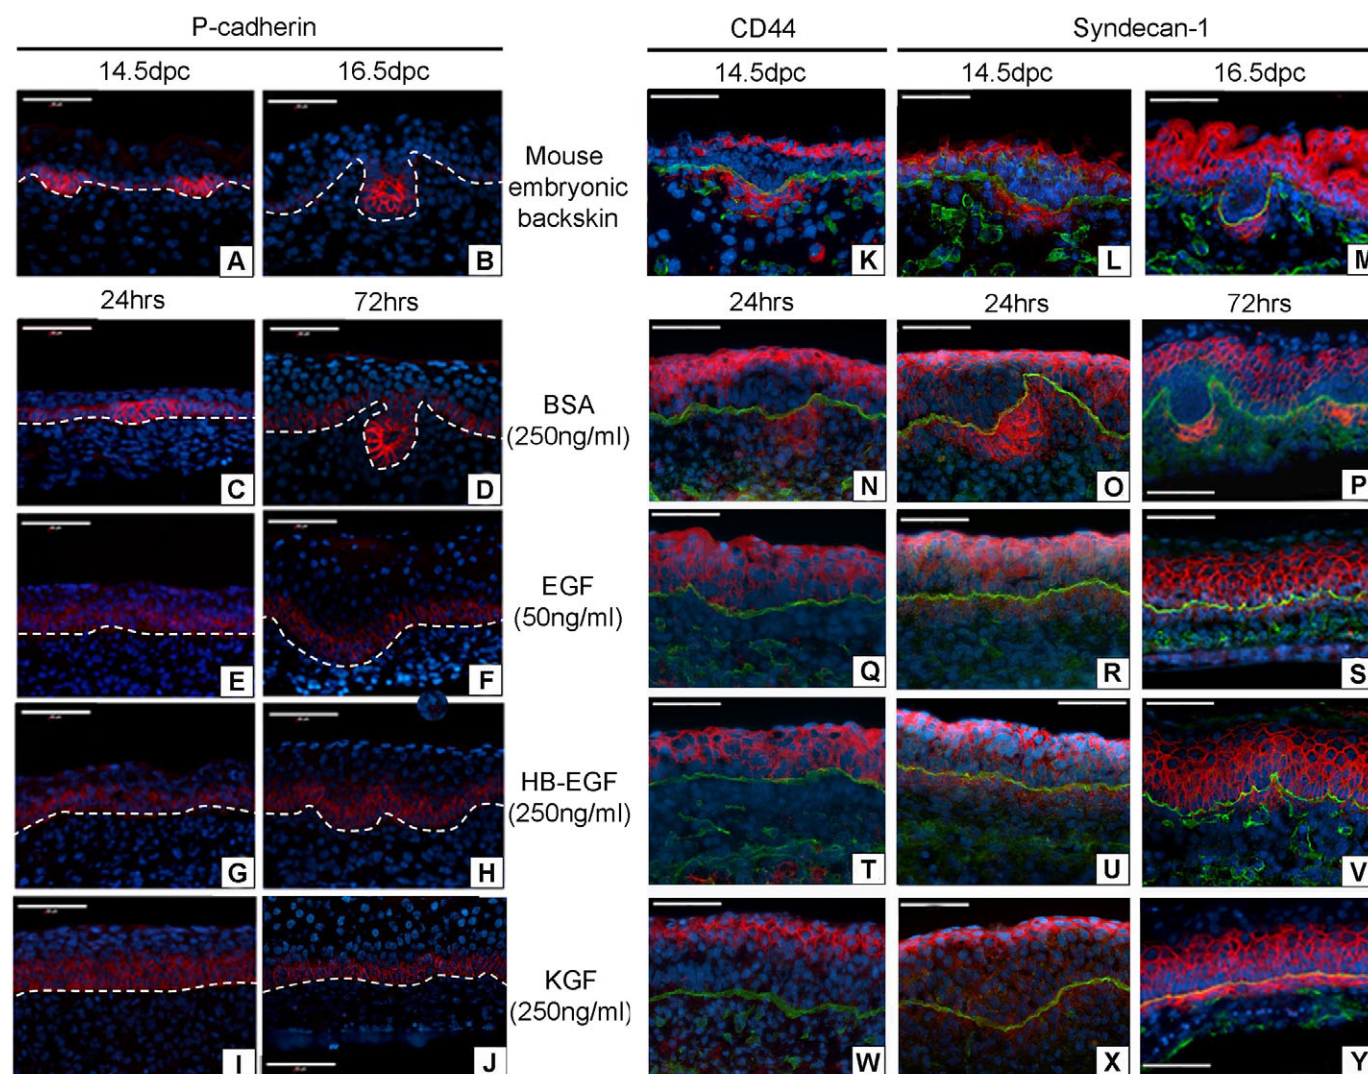 P-cadherin CD44 Syndecan-1
14.5dpc 16.5dpc 14.5dpc 14.5dpc 16.5dpc
Mouse
embryonic
backskin
A B K L M
24hrs 72hrs 24hrs 24hrs 72hrs
BSA
(250ng/ml)
C D N O P
EGF
(50ng/ml)
E F Q R S
HB-EGF
(250ng/ml)
G H T U V
KGF
(250ng/ml)
I J W X Y